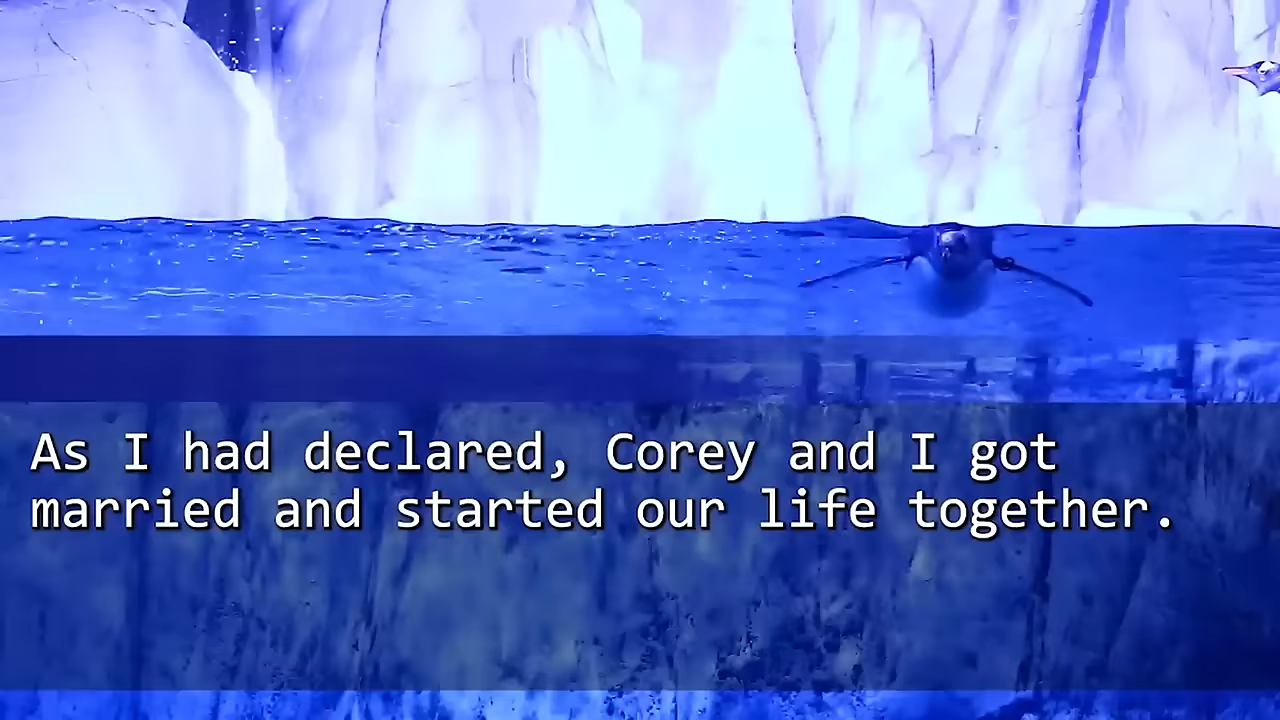 As I had declared, Corey and I got
married and started our life together.